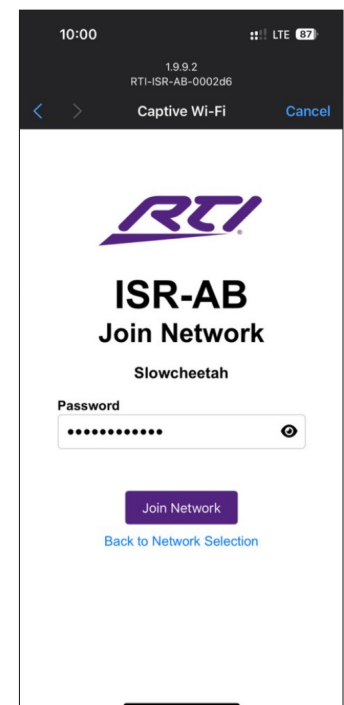 10:00 LTE 87
1.9.9.2
RTI-ISR-AB-0002d6
Captive Wi-Fi Cancel
RTI
ISR-AB
Join Network
Slowcheetah
Password
••••••••••••
Join Network
Back to Network Selection